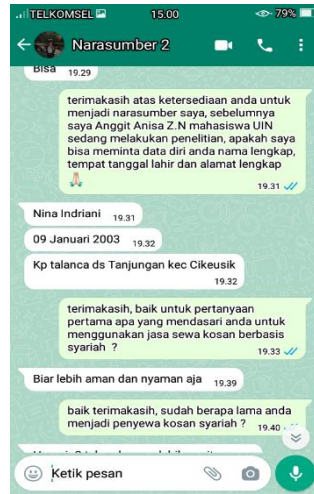 TELKOMSEL 15.00 79%
Narasumber 2
Bisa 19.29
terimakasih atas ketersediaan anda untuk
menjadi narasumber saya, sebelumnya
saya Anggit Anisa Z.N mahasiswa UIN
sedang melakukan penelitian, apakah saya
bisa meminta data diri anda nama lengkap,
tempat tanggal lahir dan alamat lengkap
🙏 19.31
Nina Indriani 19.31
09 Januari 2003 19.32
Kp talanca ds Tanjungan kec Cikeusik
19.32
terimakasih, baik untuk pertanyaan
pertama apa yang mendasari anda untuk
menggunakan jasa sewa kosan berbasis
syariah ? 19.33
Biar lebih aman dan nyaman aja 19.39
baik terimakasih, sudah berapa lama anda
menjadi penyewa kosan syariah ? 19.40
Ketik pesan